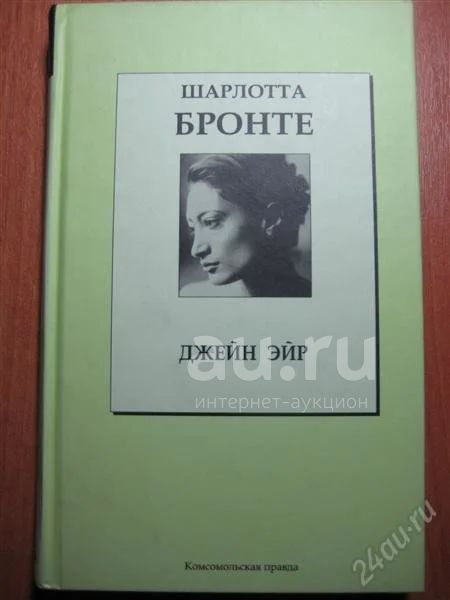 ШАРЛОТТА
БРОНТЕ
ДЖЕЙН ЭЙР
au.ru
интернет-аукцион
Комсомольская правда
24au.ru